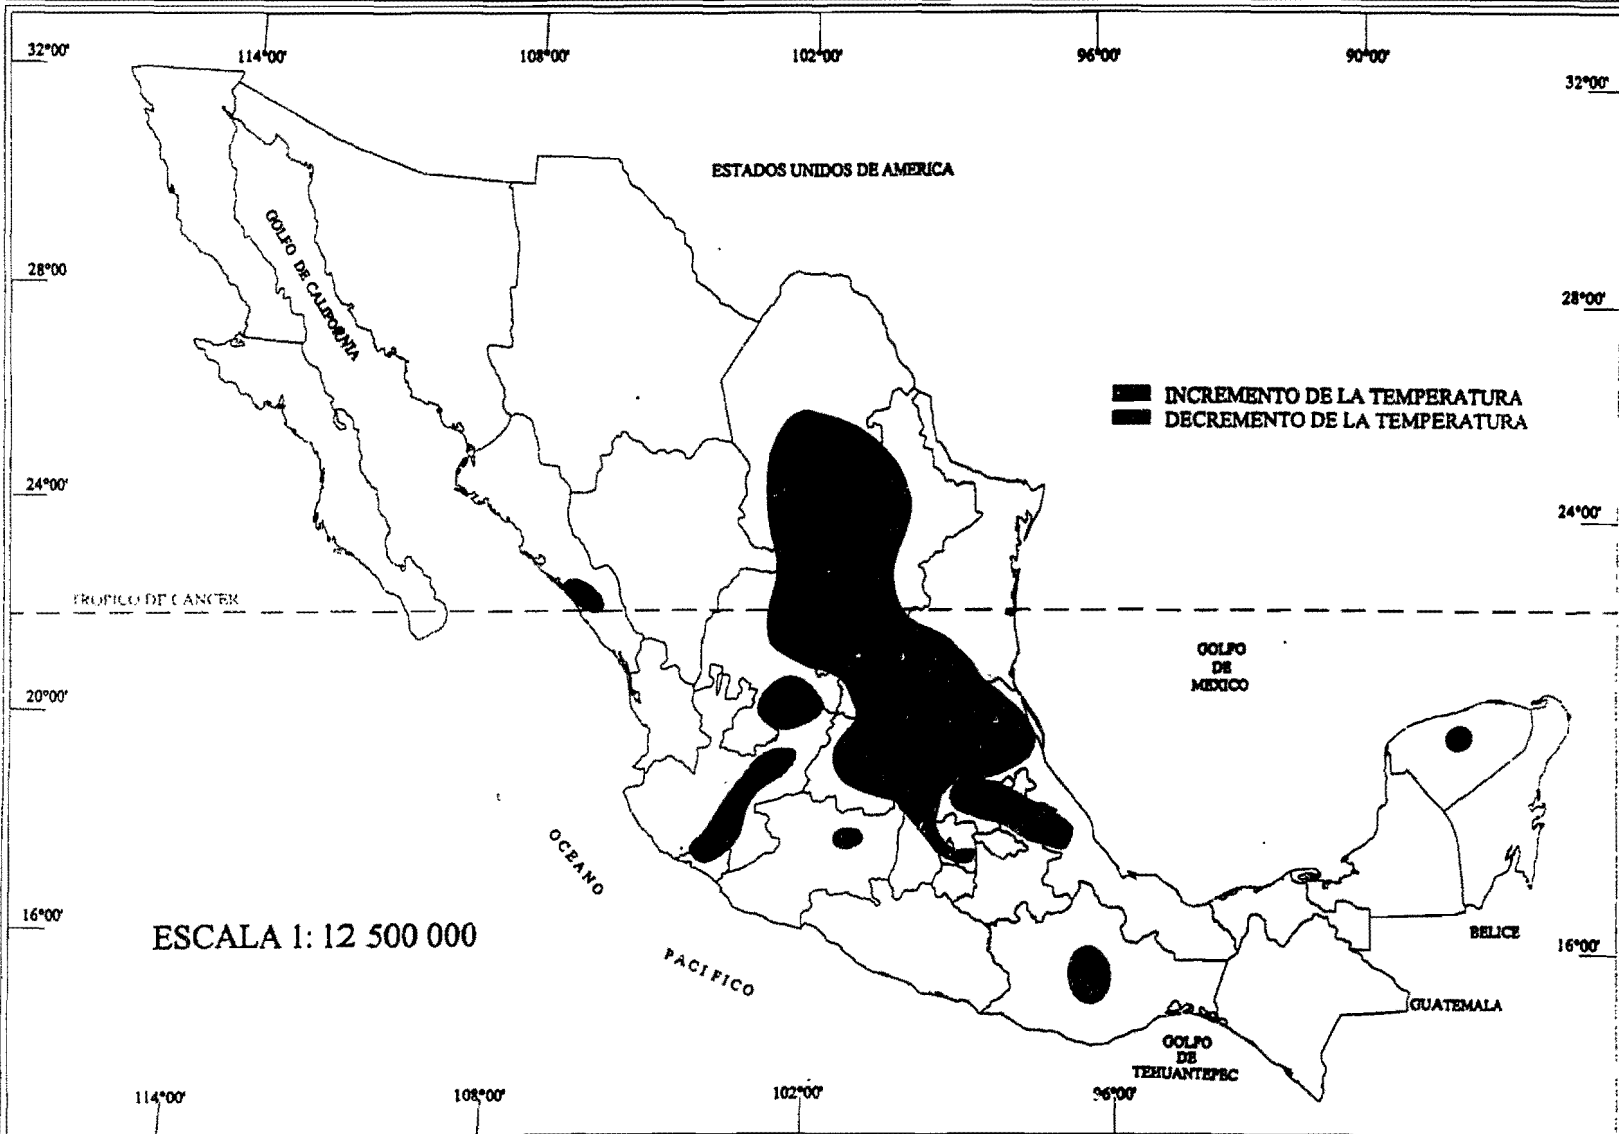 114°00'
108°00'
102°00'
96°00'
90°00'
32°00'
32°00'
ESTADOS UNIDOS DE AMERICA
GOLFO DE CALIFORNIA
28°00
28°00'
INCREMENTO DE LA TEMPERATURA
DECREMENTO DE LA TEMPERATURA
24°00'
24°00'
TROPICO DE CANCER
GOLFO
DE
MEXICO
20°00'
OCEANO
PACIFICO
16°00'
ESCALA 1: 12 500 000
BELICE
16°00'
GUATEMALA
GOLFO
DE
TEHUANTEPEC
114°00'
108°00'
102°00'
96°00'